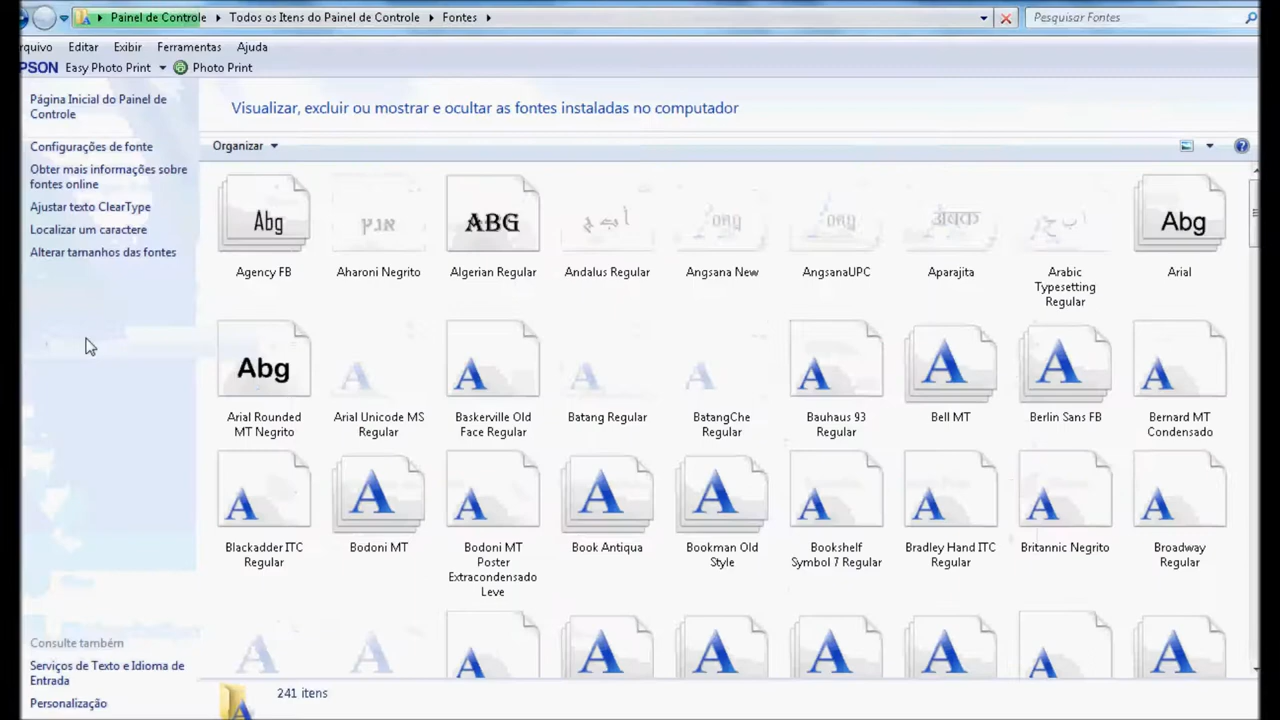 Painel de Controle Todos os Itens do Painel de Controle Fontes
Pesquisar Fontes
rquivo Editar Exibir Ferramentas Ajuda
PSON Easy Photo Print Photo Print
Página Inicial do Painel de
Controle
Configurações de fonte
Obter mais informações sobre
fontes online
Ajustar texto ClearType
Localizar um caractere
Alterar tamanhos das fontes
Consulte também
Serviços de Texto e Idioma de
Entrada
Personalização
Visualizar, excluir ou mostrar e ocultar as fontes instaladas no computador
Organizar
Abg
אבץ
ABG
أب ج
अबक
أب ج
Abg
Agency FB
Aharoni Negrito
Algerian Regular
Andalus Regular
Angsana New
AngsanaUPC
Aparajita
Arabic
Typesetting
Regular
Arial
Abg
A
A
A
A
A
A
A
A
Arial Rounded
MT Negrito
Arial Unicode MS
Regular
Baskerville Old
Face Regular
Batang Regular
BatangChe
Regular
Bauhaus 93
Regular
Bell MT
Berlin Sans FB
Bernard MT
Condensado
A
A
A
A
A
A
A
A
A
Blackadder ITC
Regular
Bodoni MT
Bodoni MT
Poster
Extracondensado
Leve
Book Antiqua
Bookman Old
Style
Bookshelf
Symbol 7 Regular
Bradley Hand ITC
Regular
Britannic Negrito
Broadway
Regular
A
A
A
A
A
A
A
A
A
241 itens